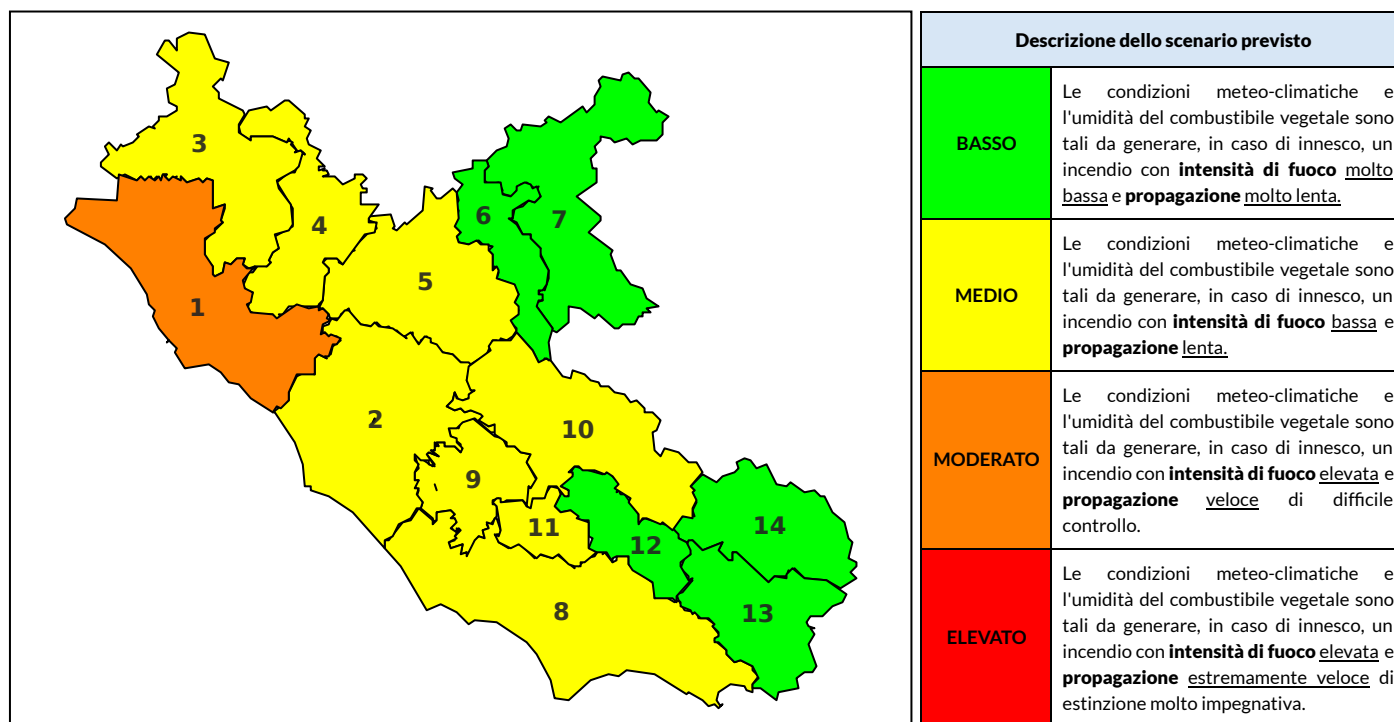 3
4
6
7
5
1
2
10
9
11
12
14
8
13
Descrizione dello scenario previsto
BASSO
Le condizioni meteo-climatiche e
l'umidità del combustibile vegetale sono
tali da generare, in caso di innesco, un
incendio con intensità di fuoco molto
bassa e propagazione molto lenta.
MEDIO
Le condizioni meteo-climatiche e
l'umidità del combustibile vegetale sono
tali da generare, in caso di innesco, un
incendio con intensità di fuoco bassa e
propagazione lenta.
MODERATO
Le condizioni meteo-climatiche e
l'umidità del combustibile vegetale sono
tali da generare, in caso di innesco, un
incendio con intensità di fuoco elevata e
propagazione veloce di difficile
controllo.
ELEVATO
Le condizioni meteo-climatiche e
l'umidità del combustibile vegetale sono
tali da generare, in caso di innesco, un
incendio con intensità di fuoco elevata e
propagazione estremamente veloce di
estinzione molto impegnativa.